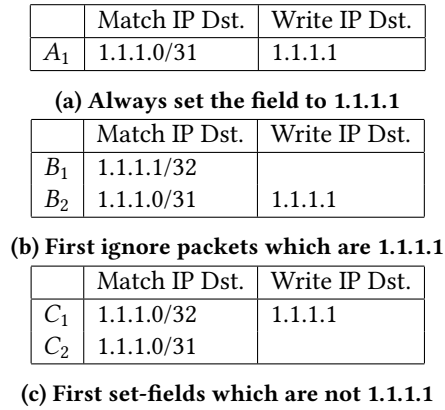 Match IP Dst. Write IP Dst.
A1 1.1.1.0/31 1.1.1.1
(a) Always set the field to 1.1.1.1
Match IP Dst. Write IP Dst.
B1 1.1.1.1/32
B2 1.1.1.0/31 1.1.1.1
(b) First ignore packets which are 1.1.1.1
Match IP Dst. Write IP Dst.
C1 1.1.1.0/32 1.1.1.1
C2 1.1.1.0/31
(c) First set-fields which are not 1.1.1.1